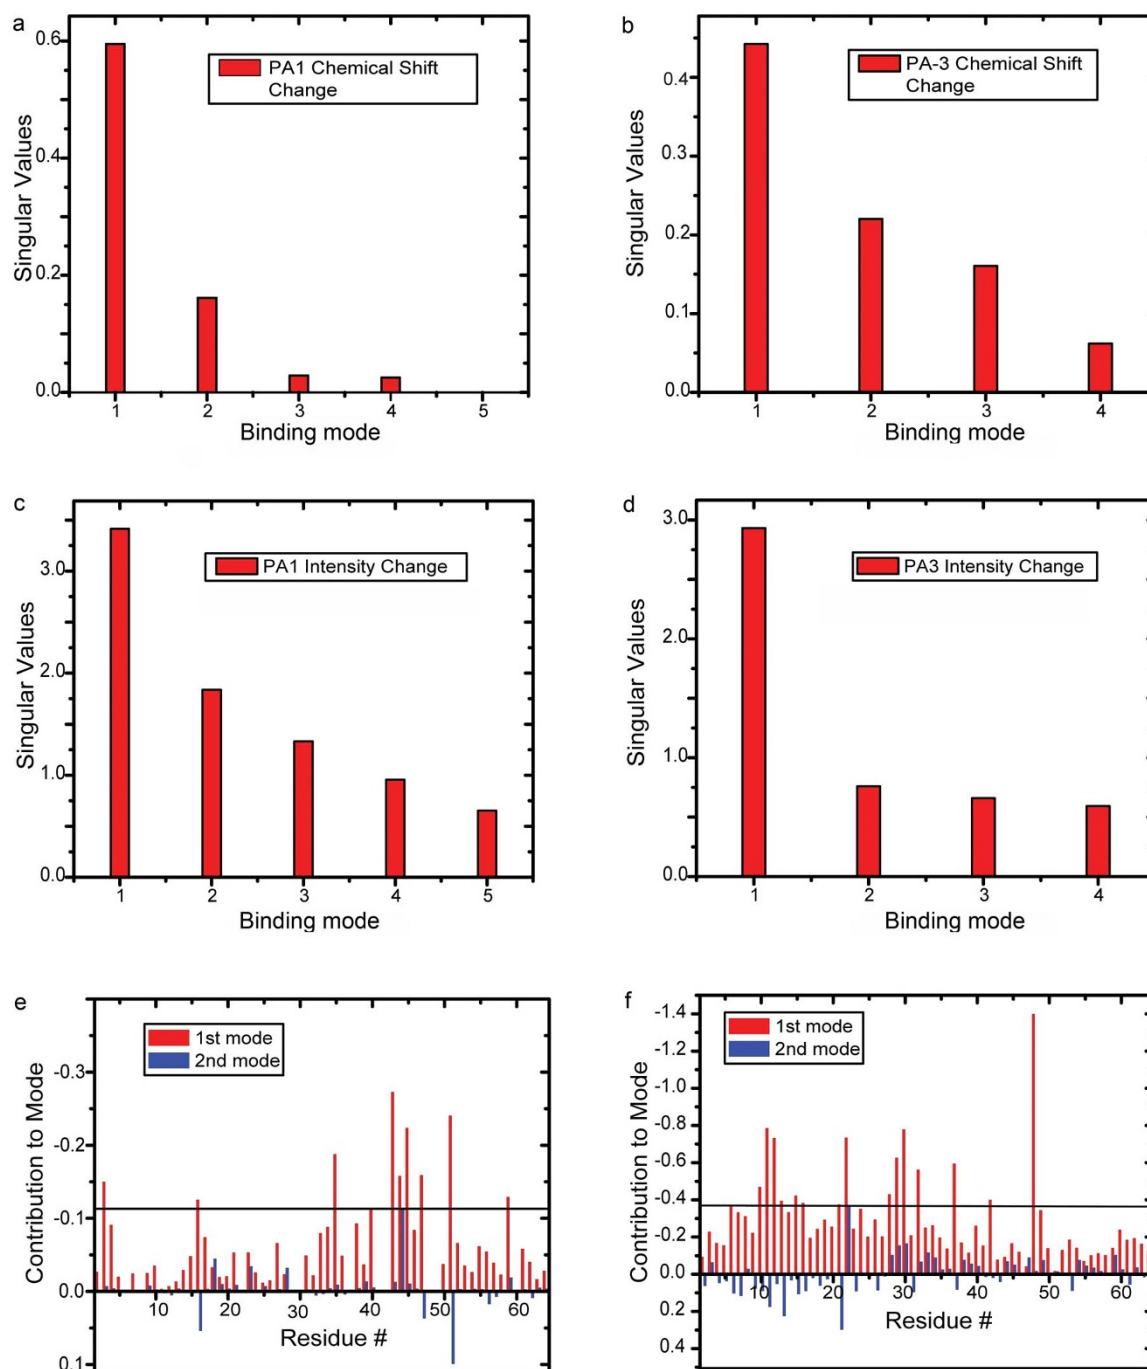 a
0.6
0.4
0.2
0.0
Singular Values
PA1 Chemical Shift
Change
1 2 3 4 5
Binding mode
b
0.4
0.3
0.2
0.1
0.0
Singular Values
PA-3 Chemical Shift
Change
1 2 3 4
Binding mode
c
3.0
2.0
1.0
0.0
Singular Values
PA1 Intensity Change
1 2 3 4 5
Binding mode
d
3.0
2.0
1.0
0.0
Singular Values
PA3 Intensity Change
1 2 3 4
Binding mode
e
-0.3
-0.2
-0.1
0.0
0.1
Contribution to Mode
1st mode
2nd mode
10 20 30 40 50 60
Residue #
f
-1.4
-1.2
-1.0
-0.8
-0.6
-0.4
-0.2
0.0
0.2
0.4
Contribution to Mode
1st mode
2nd mode
10 20 30 40 50 60
Residue #